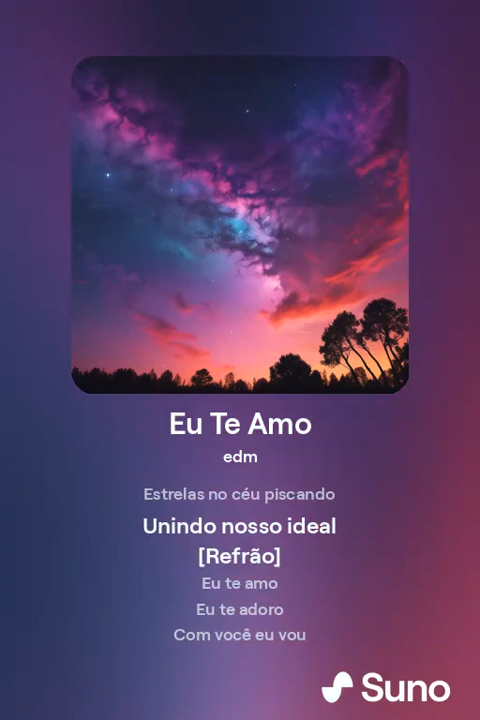 Eu Te Amo
edm
Estrelas no céu piscando
Unindo nosso ideal
[Refrão]
Eu te amo
Eu te adoro
Com você eu vou
Suno